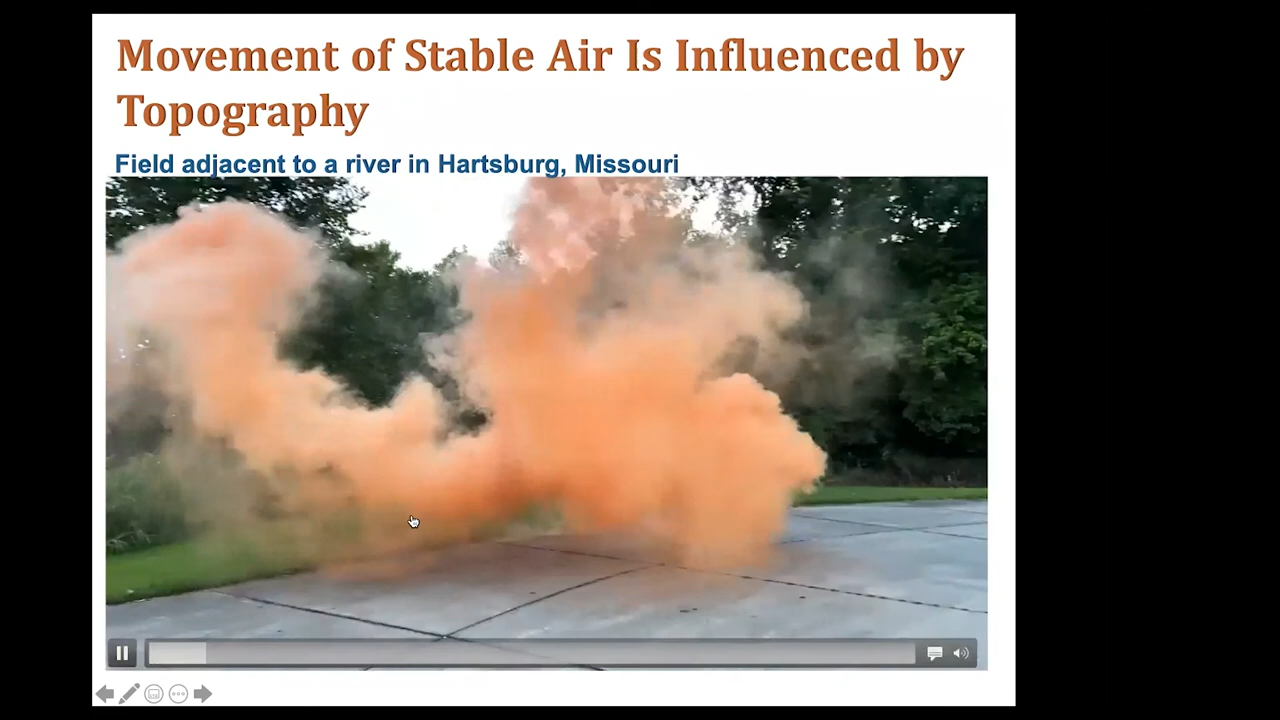 Movement of Stable Air Is Influenced by
Topography
Field adjacent to a river in Hartsburg, Missouri